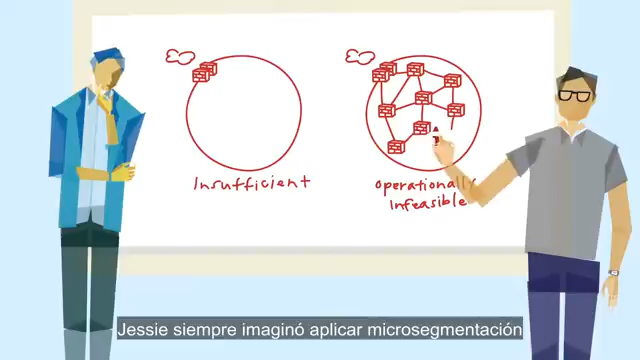 Insufficient
Operationally
Infeasible
Jessie siempre imaginó aplicar microsegmentación